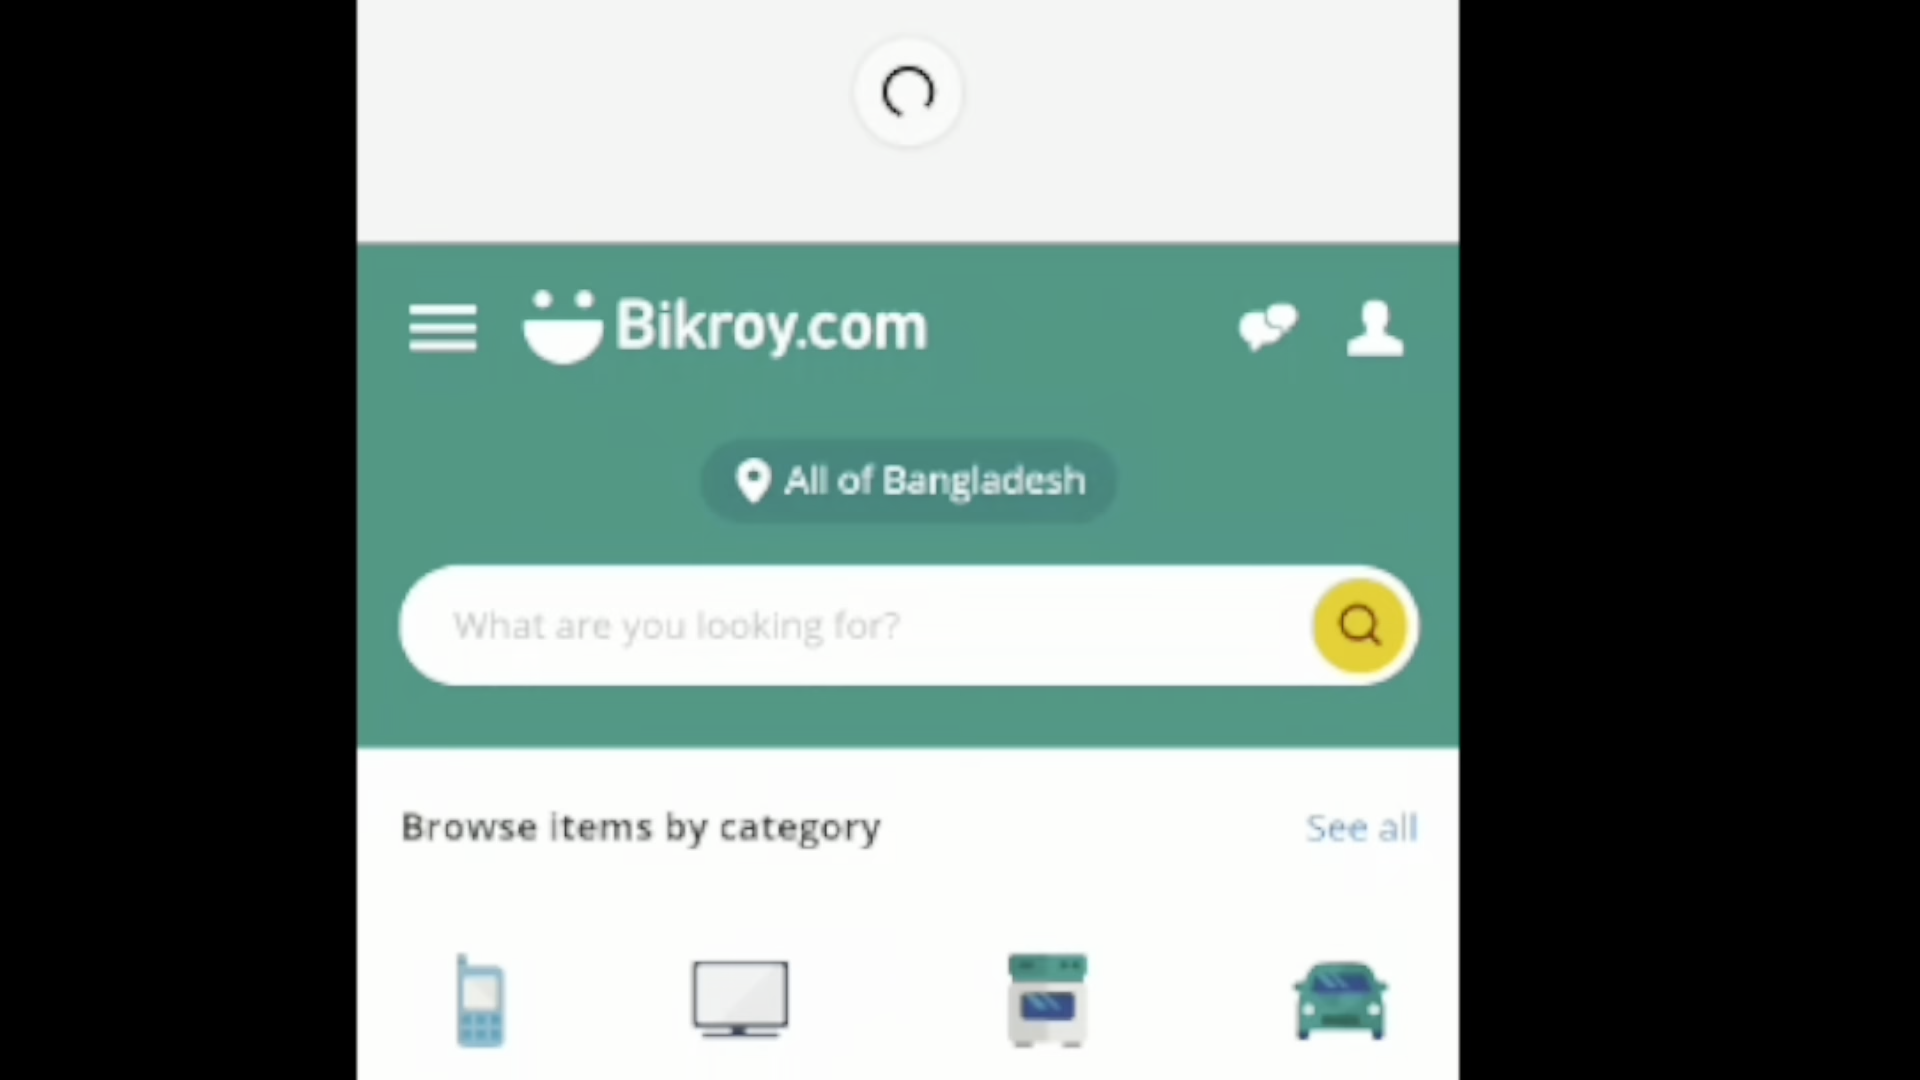 Bikroy.com
All of Bangladesh
What are you looking for?
Browse items by category
See all